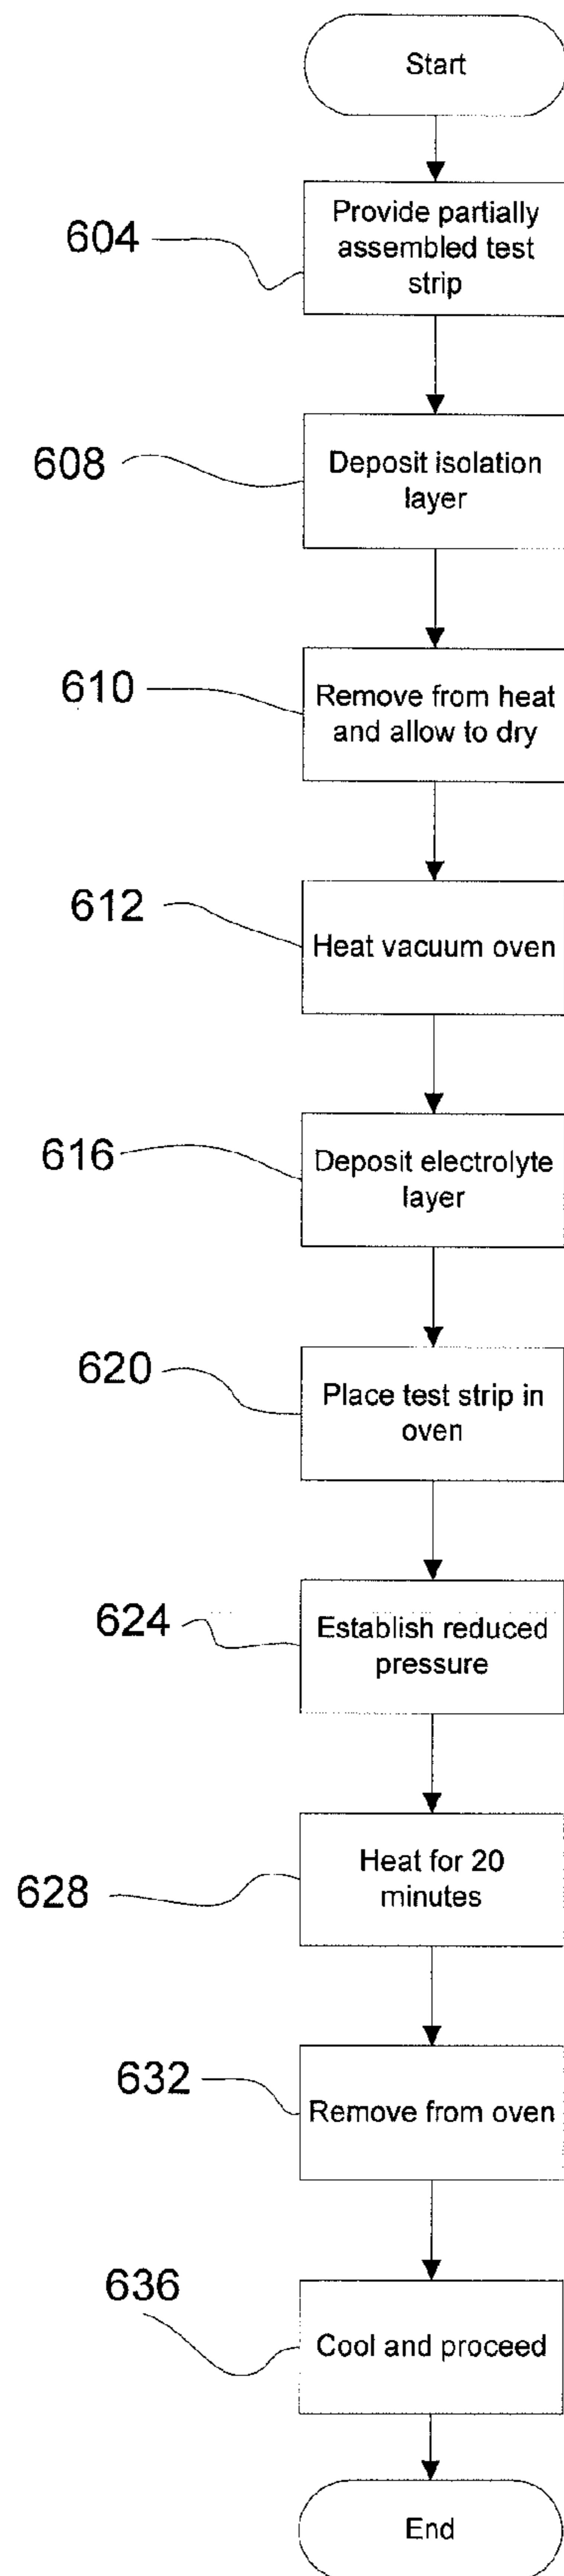 Start
604
Provide partially
assembled test
strip
608
Deposit isolation
layer
610
Remove from heat
and allow to dry
612
Heat vacuum oven
616
Deposit electrolyte
layer
620
Place test strip in
oven
624
Establish reduced
pressure
628
Heat for 20
minutes
632
Remove from oven
636
Cool and proceed
End